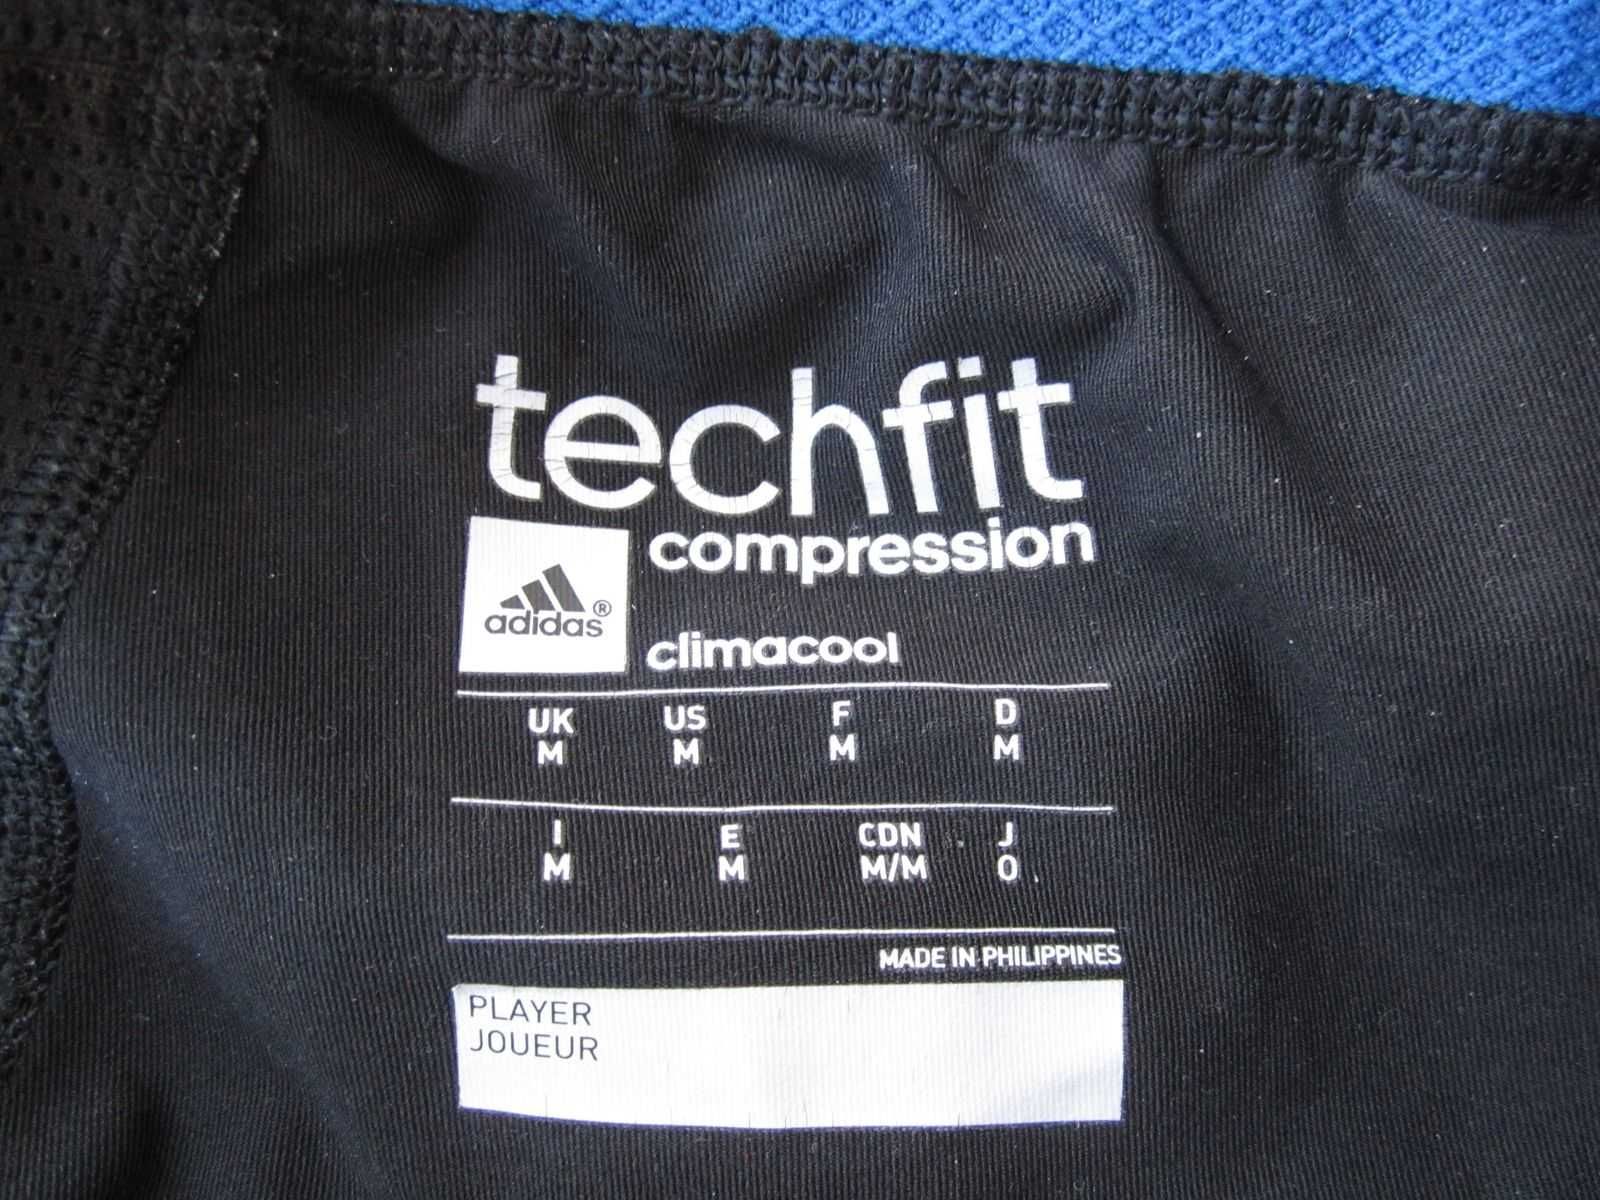 techfit
compression
adidas®
climacool
UK US F D
M M M M
I E CDN J
M M M/M O
MADE IN PHILIPPINES
PLAYER
JOUEUR